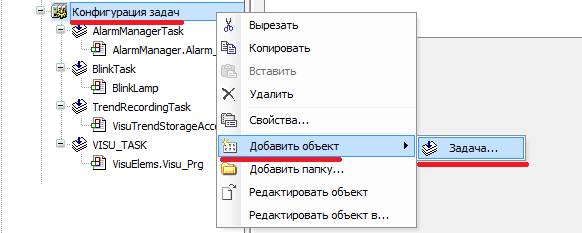 Конфигурация задач
AlarmManagerTask
AlarmManager.Alarm_
BlinkTask
BlinkLamp
TrendRecordingTask
VisuTrendStorageAcce
VISU_TASK
VisuElems.Visu_Prg
Вырезать
Копировать
Вставить
Удалить
Свойства...
Добавить объект
Добавить папку...
Редактировать объект
Редактировать объект в...
Задача...